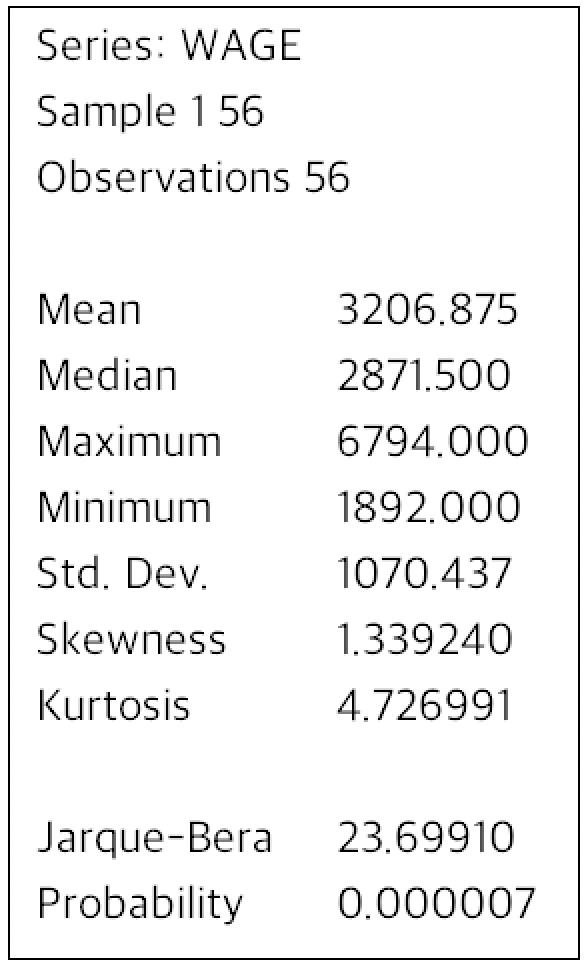 Series: WAGE
Sample 1 56
Observations 56
Mean 3206.875
Median 2871.500
Maximum 6794.000
Minimum 1892.000
Std. Dev. 1070.437
Skewness 1.339240
Kurtosis 4.726991
Jarque-Bera 23.69910
Probability 0.000007